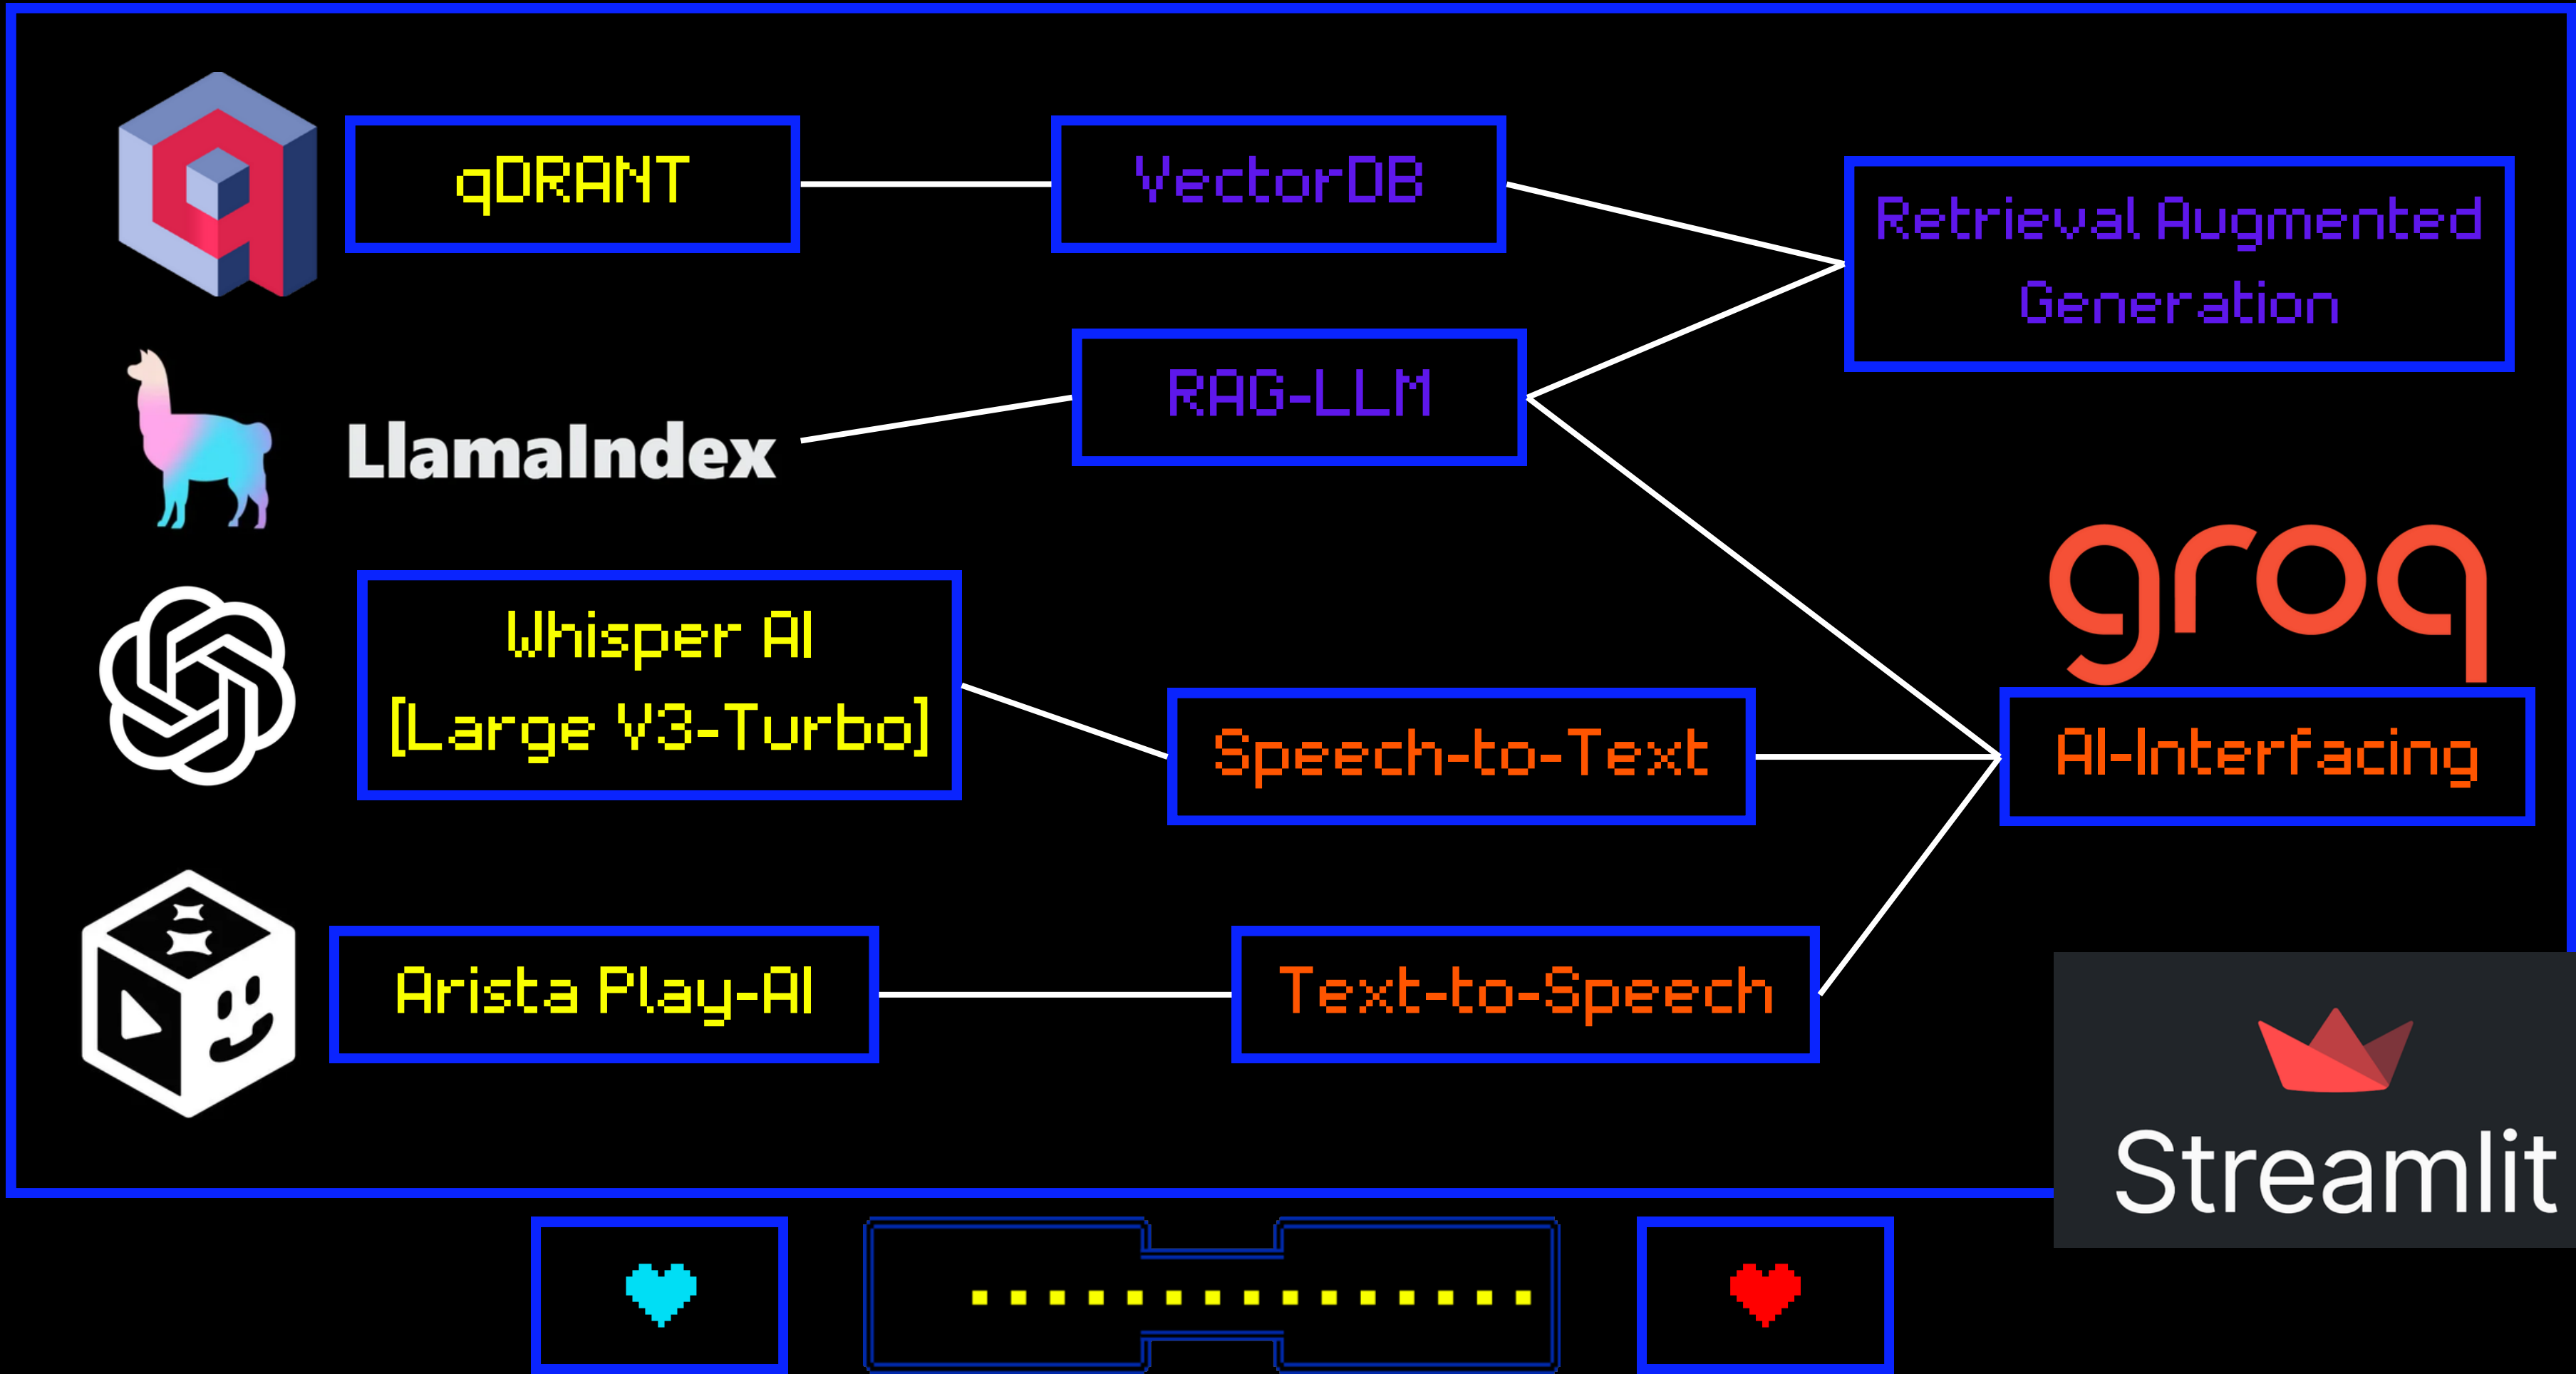 qDRANT
VectorDB
Retrieval Augmented
Generation
RAG-LLM
LlamaIndex
groq
Whisper AI
[Large V3-Turbo]
Speech-to-Text
AI-Interfacing
Arista Play-AI
Text-to-Speech
Streamlit